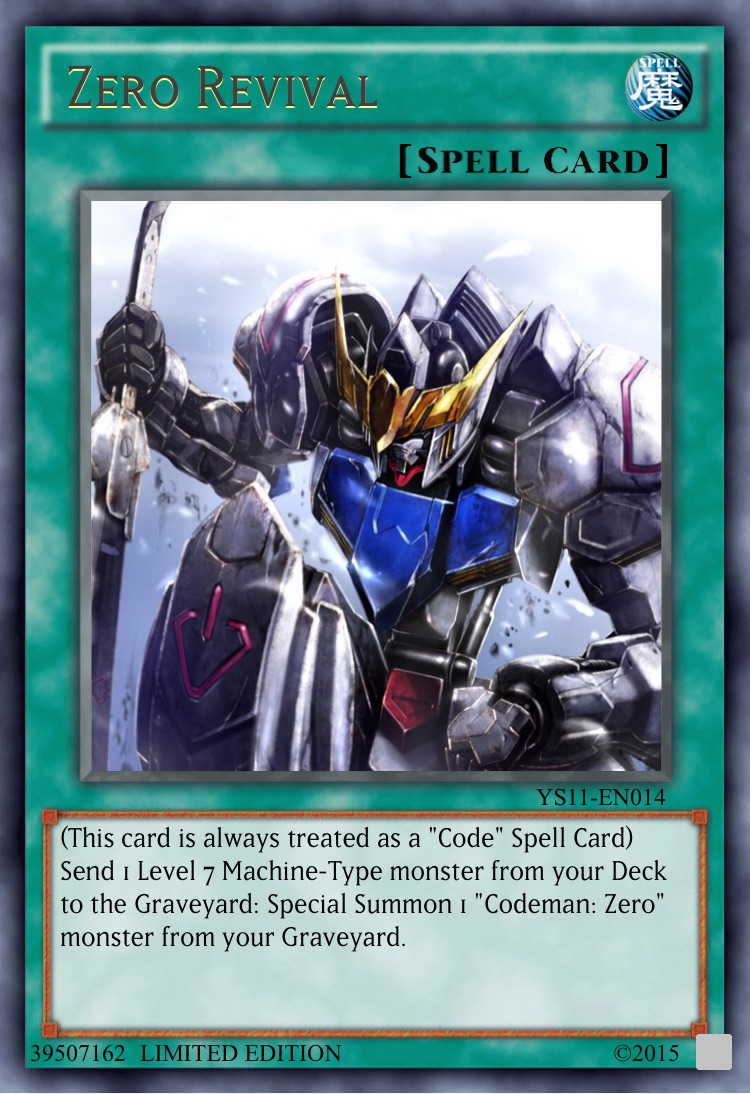 Zero Revival
SPELL
魔
[Spell Card]
YS11-EN014
(This card is always treated as a "Code" Spell Card)
Send 1 Level 7 Machine-Type monster from your Deck
to the Graveyard: Special Summon 1 "Codeman: Zero"
monster from your Graveyard.
39507162 LIMITED EDITION
©2015